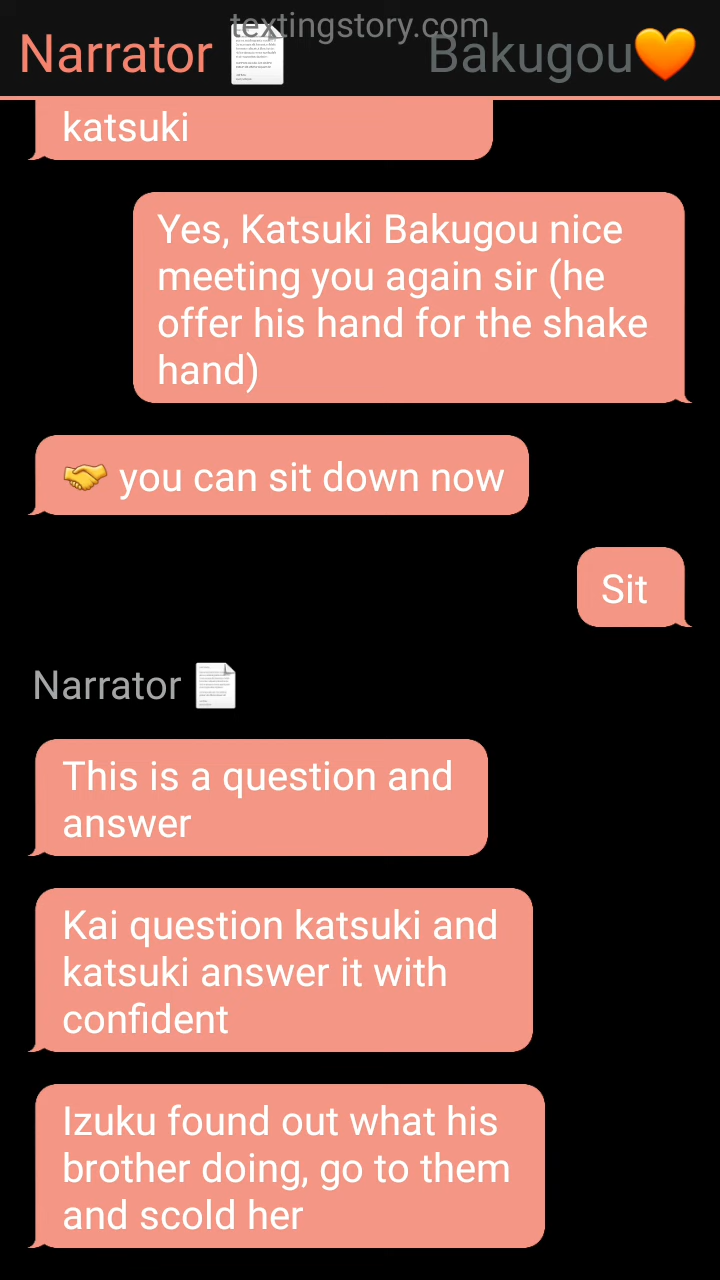 textingstory.com
Narrator Bakugou🧡
katsuki
Yes, Katsuki Bakugou nice
meeting you again sir (he
offer his hand for the shake
hand)
🤝 you can sit down now
Sit
Narrator
This is a question and
answer
Kai question katsuki and
katsuki answer it with
confident
Izuku found out what his
brother doing, go to them
and scold her